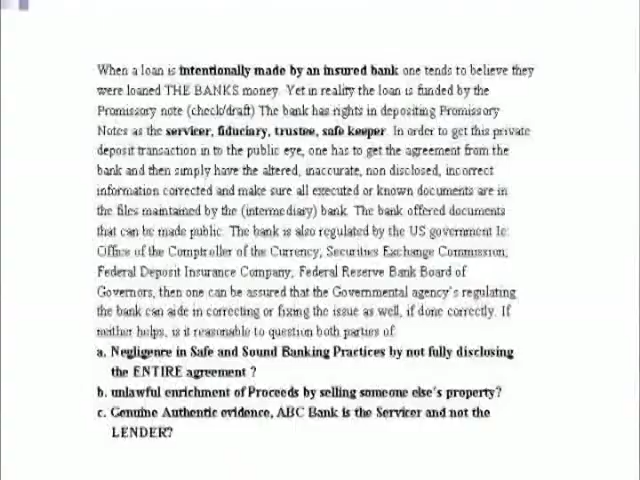 When a loan is intentionally made by an insured bank one tends to believe they
were loaned THE BANKS money. Yet in reality the loan is funded by the
Promissory note (check/draft) The bank has rights in depositing Promissory
Notes as the servicer, fiduciary, trustee, safe keeper. In order to get this private
deposit transaction in to the public eye, one has to get the agreement from the
bank and then simply have the altered, inaccurate, non disclosed, incorrect
information corrected and make sure all executed or known documents are in
the files maintained by the (intermediary) bank. The bank offered documents
that can be made public. The bank is also regulated by the US government Ie:
Office of the Comptroller of the Currency, Securities Exchange Commission,
Federal Deposit Insurance Company, Federal Reserve Bank Board of
Governors, then one can be assured that the Governmental agency's regulating
the bank can aide in correcting or fixing the issue as well, if done correctly. If
neither helps, is it reasonable to question both parties of
a. Negligence in Safe and Sound Banking Practices by not fully disclosing
the ENTIRE agreement ?
b. unlawful enrichment of Proceeds by selling someone else's property?
c. Genuine Authentic evidence, ABC Bank is the Servicer and not the
LENDER?